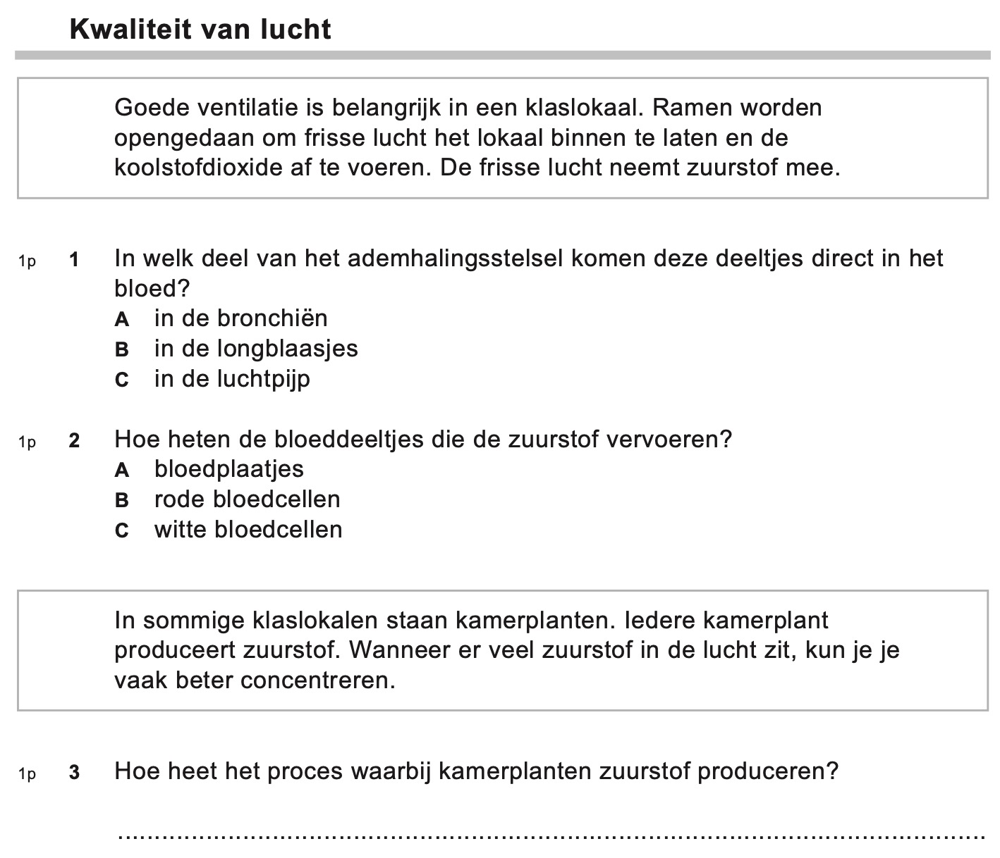 Kwaliteit van lucht
Goede ventilatie is belangrijk in een klaslokaal. Ramen worden
opengedaan om frisse lucht het lokaal binnen te laten en de
koolstofdioxide af te voeren. De frisse lucht neemt zuurstof mee.
1p 1 In welk deel van het ademhalingsstelsel komen deze deeltjes direct in het
bloed?
A in de bronchiën
B in de longblaasjes
C in de luchtpijp
1p 2 Hoe heten de bloeddeeltjes die de zuurstof vervoeren?
A bloedplaatjes
B rode bloedcellen
C witte bloedcellen
In sommige klaslokalen staan kamerplanten. Iedere kamerplant
produceert zuurstof. Wanneer er veel zuurstof in de lucht zit, kun je je
vaak beter concentreren.
1p 3 Hoe heet het proces waarbij kamerplanten zuurstof produceren?